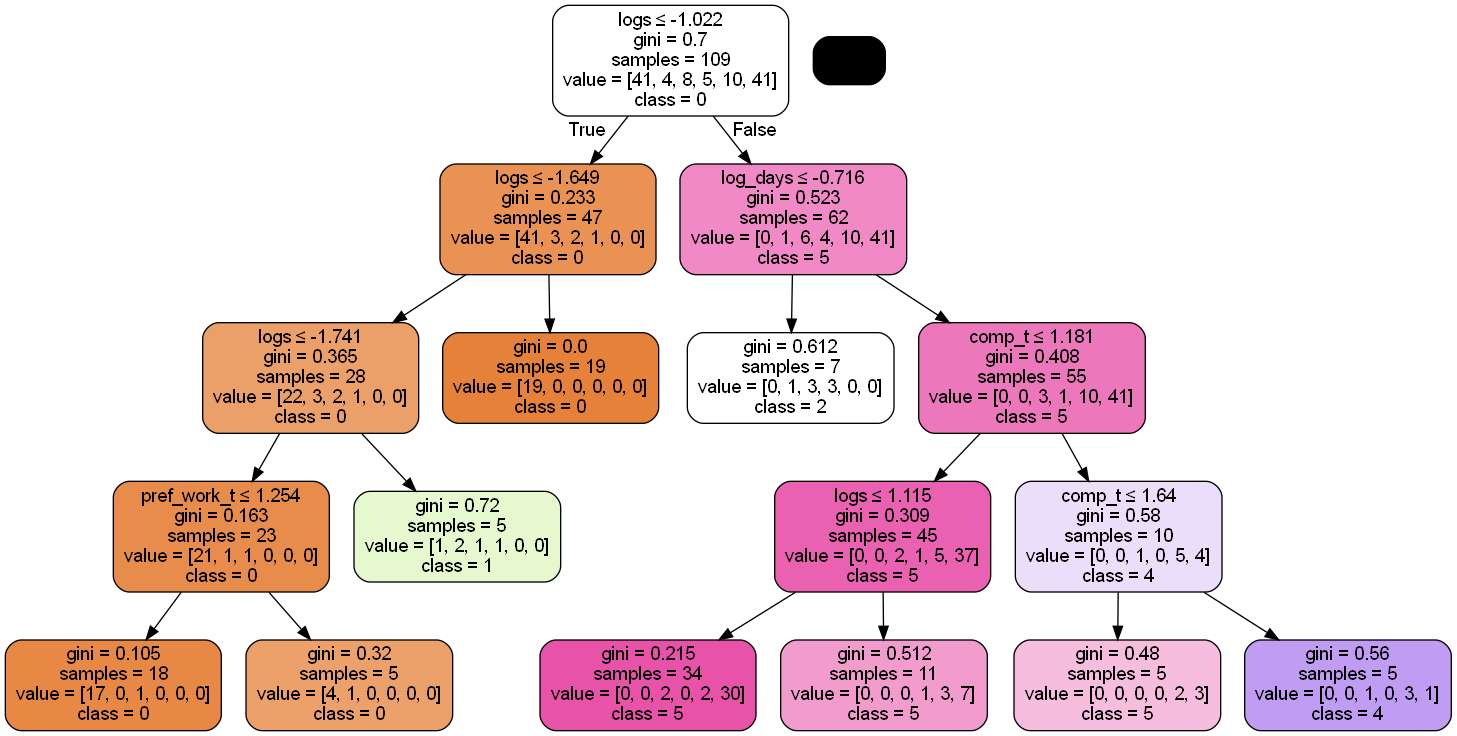 logs ≤ -1.022
gini = 0.7
samples = 109
value = [41, 4, 8, 5, 10, 41]
class = 0
True
False
logs ≤ -1.649
gini = 0.233
samples = 47
value = [41, 3, 2, 1, 0, 0]
class = 0
log_days ≤ -0.716
gini = 0.523
samples = 62
value = [0, 1, 6, 4, 10, 41]
class = 5
logs ≤ -1.741
gini = 0.365
samples = 28
value = [22, 3, 2, 1, 0, 0]
class = 0
gini = 0.0
samples = 19
value = [19, 0, 0, 0, 0, 0]
class = 0
gini = 0.612
samples = 7
value = [0, 1, 3, 3, 0, 0]
class = 2
comp_t ≤ 1.181
gini = 0.408
samples = 55
value = [0, 0, 3, 1, 10, 41]
class = 5
pref_work_t ≤ 1.254
gini = 0.163
samples = 23
value = [21, 1, 1, 0, 0, 0]
class = 0
gini = 0.72
samples = 5
value = [1, 2, 1, 1, 0, 0]
class = 1
logs ≤ 1.115
gini = 0.309
samples = 45
value = [0, 0, 2, 1, 5, 37]
class = 5
comp_t ≤ 1.64
gini = 0.58
samples = 10
value = [0, 0, 1, 0, 5, 4]
class = 4
gini = 0.105
samples = 18
value = [17, 0, 1, 0, 0, 0]
class = 0
gini = 0.32
samples = 5
value = [4, 1, 0, 0, 0, 0]
class = 0
gini = 0.215
samples = 34
value = [0, 0, 2, 0, 2, 30]
class = 5
gini = 0.512
samples = 11
value = [0, 0, 0, 1, 3, 7]
class = 5
gini = 0.48
samples = 5
value = [0, 0, 0, 0, 2, 3]
class = 5
gini = 0.56
samples = 5
value = [0, 0, 1, 0, 3, 1]
class = 4